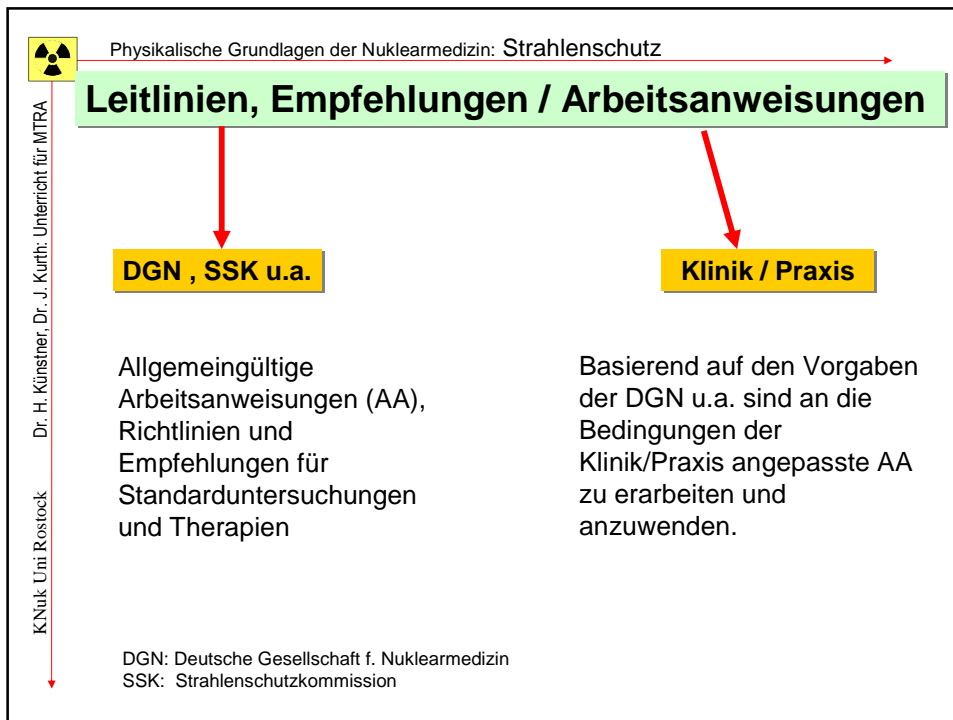 Physikalische Grundlagen der Nuklearmedizin: Strahlenschutz
Leitlinien, Empfehlungen / Arbeitsanweisungen
DGN , SSK u.a.
Allgemeingültige
Arbeitsanweisungen (AA),
Richtlinien und
Empfehlungen für
Standarduntersuchungen
und Therapien
Klinik / Praxis
Basierend auf den Vorgaben
der DGN u.a. sind an die
Bedingungen der
Klinik/Praxis angepasste AA
zu erarbeiten und
anzuwenden.
DGN: Deutsche Gesellschaft f. Nuklearmedizin
SSK: Strahlenschutzkommission
KNuk Uni Rostock Dr. H. Künstner, Dr. J. Kurth: Unterricht für MTRA